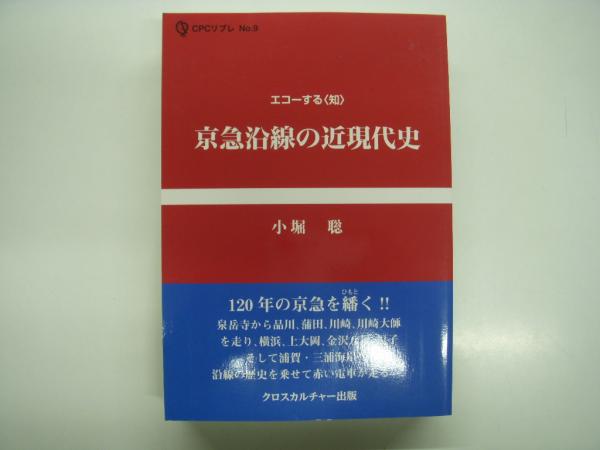 CPCリブレ No.9
エコーする〈知〉
京急沿線の近現代史
小堀 聡
120年の京急を繙く!!
ひもと
泉岳寺から品川、蒲田、川崎、川崎大師
を走り、横浜、上大岡、金沢
そして浦賀・三浦海岸
沿線の歴史を乗せて赤い電車が走る
クロスカルチャー出版